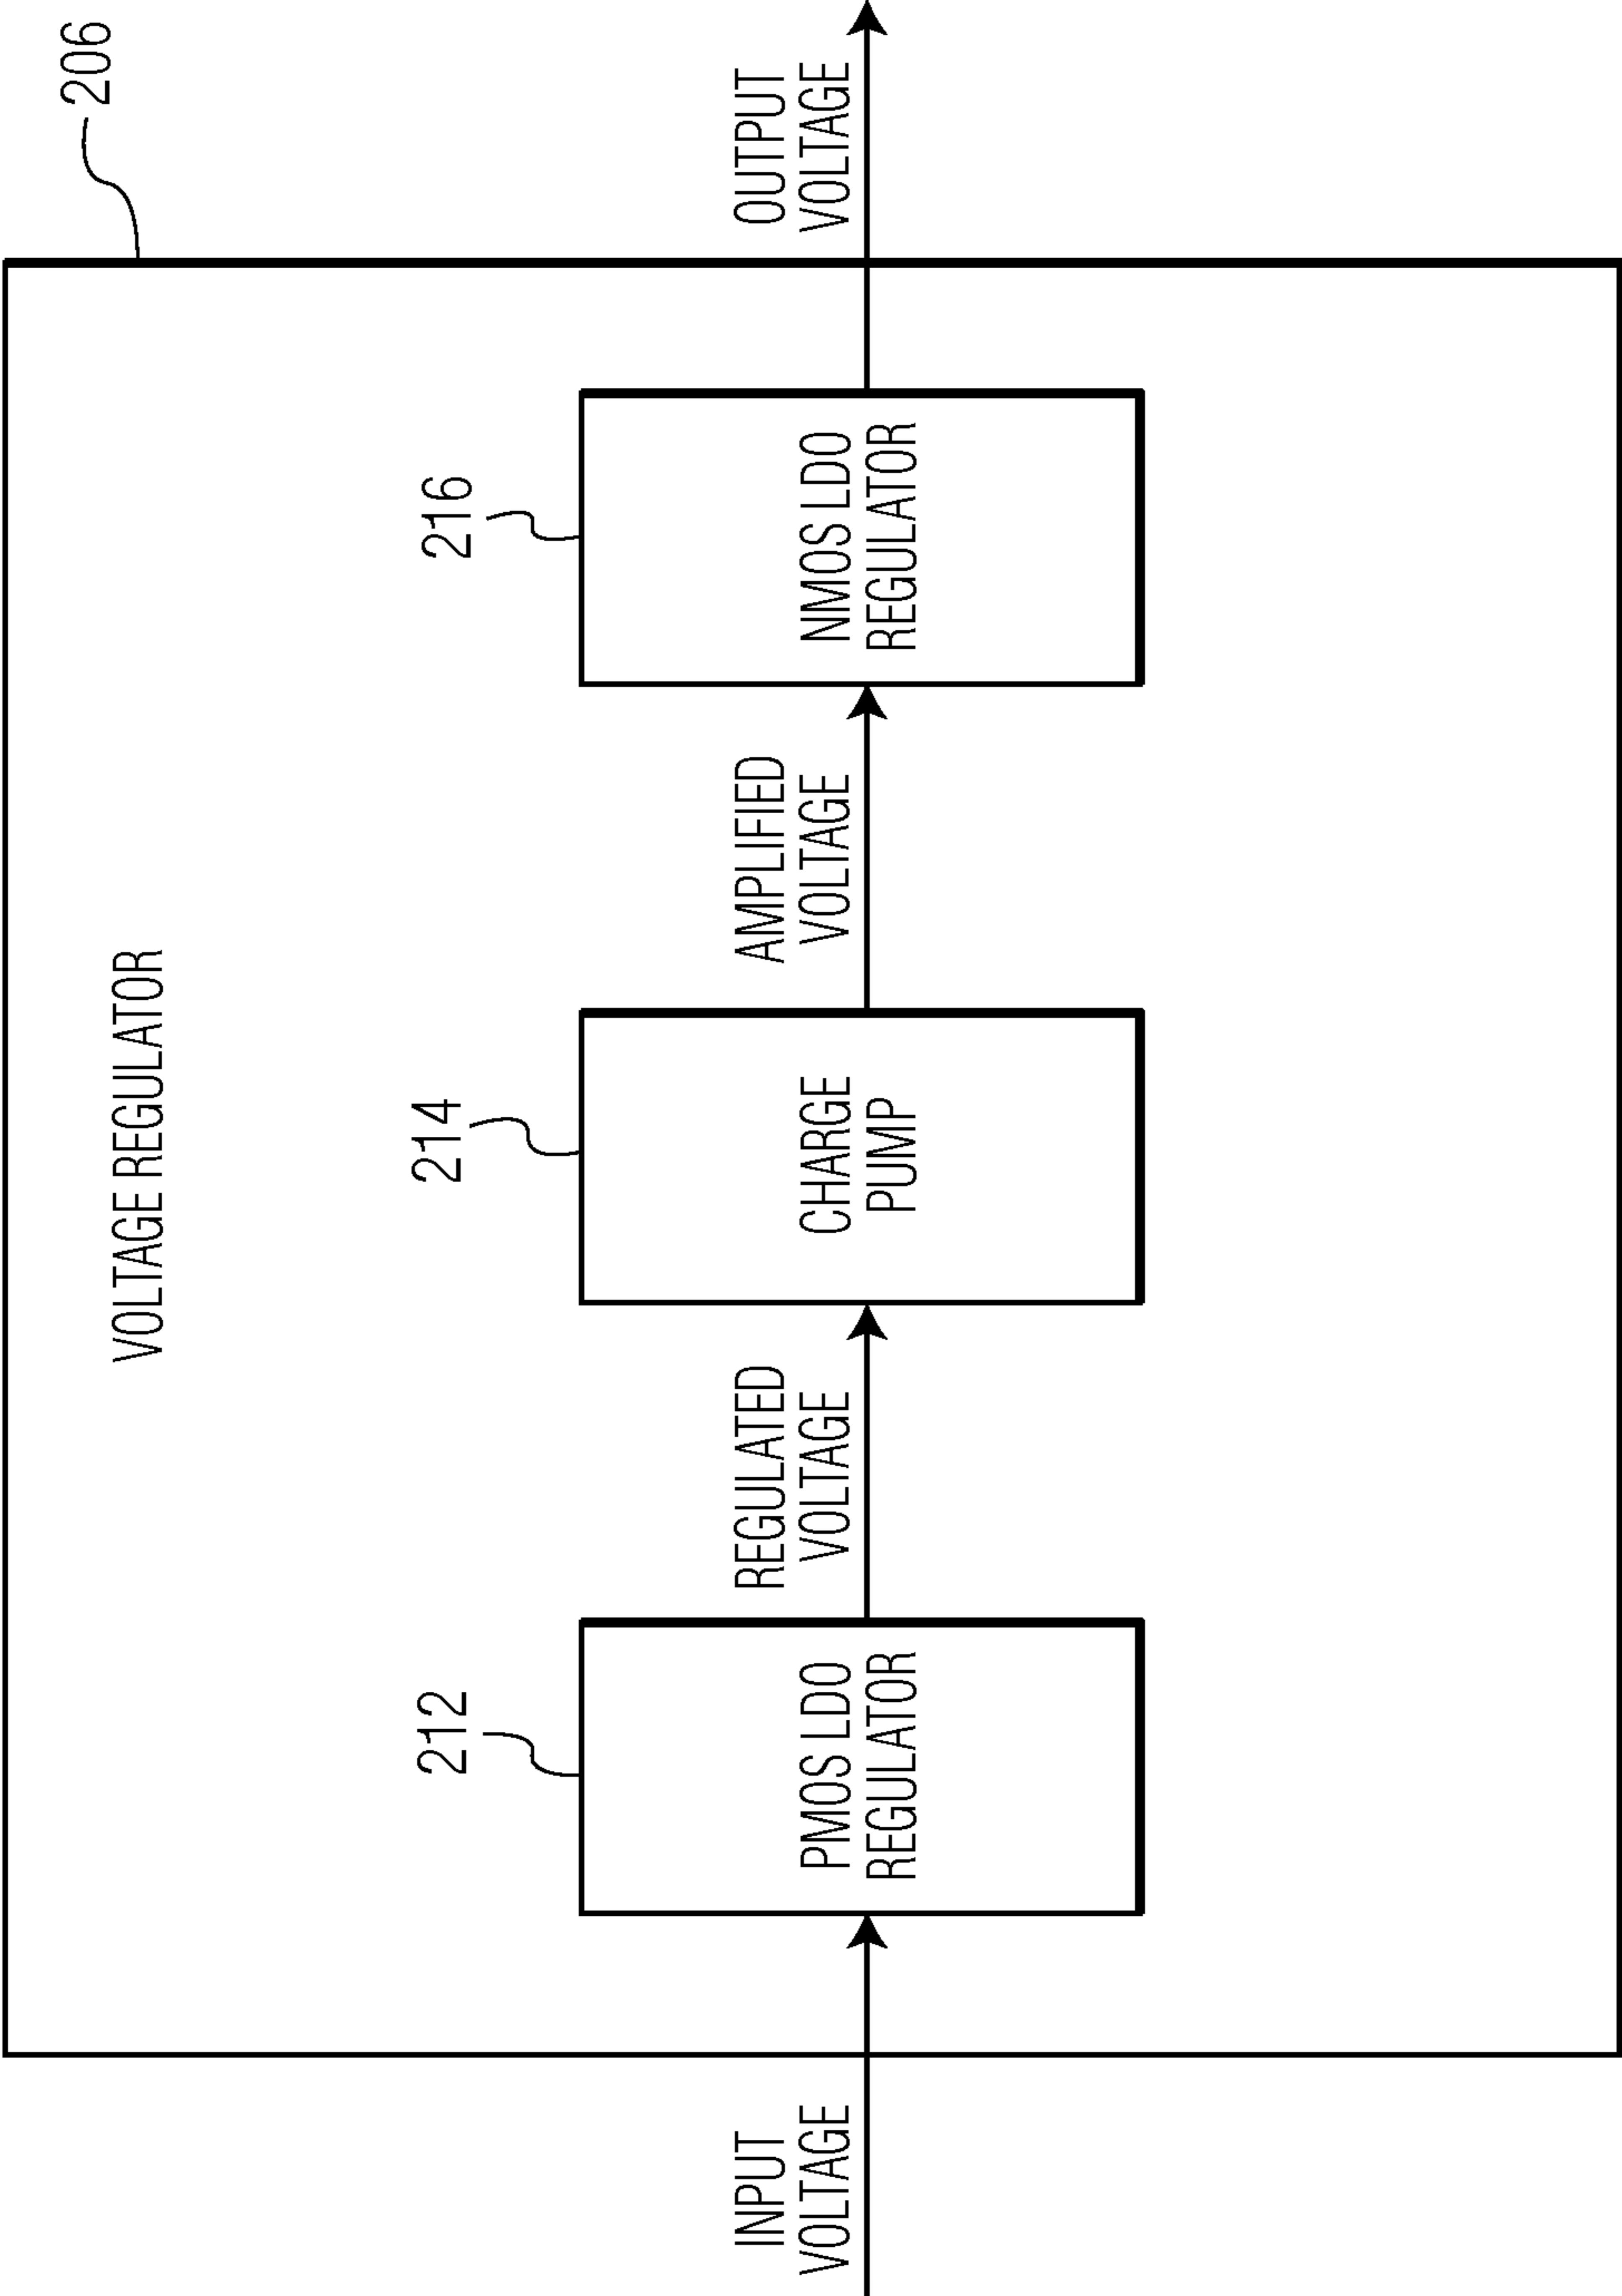 206
VOLTAGE REGULATOR
212
214
216
INPUT
VOLTAGE
PMOS LDO
REGULATOR
REGULATED
VOLTAGE
CHARGE
PUMP
AMPLIFIED
VOLTAGE
NMOS LDO
REGULATOR
OUTPUT
VOLTAGE